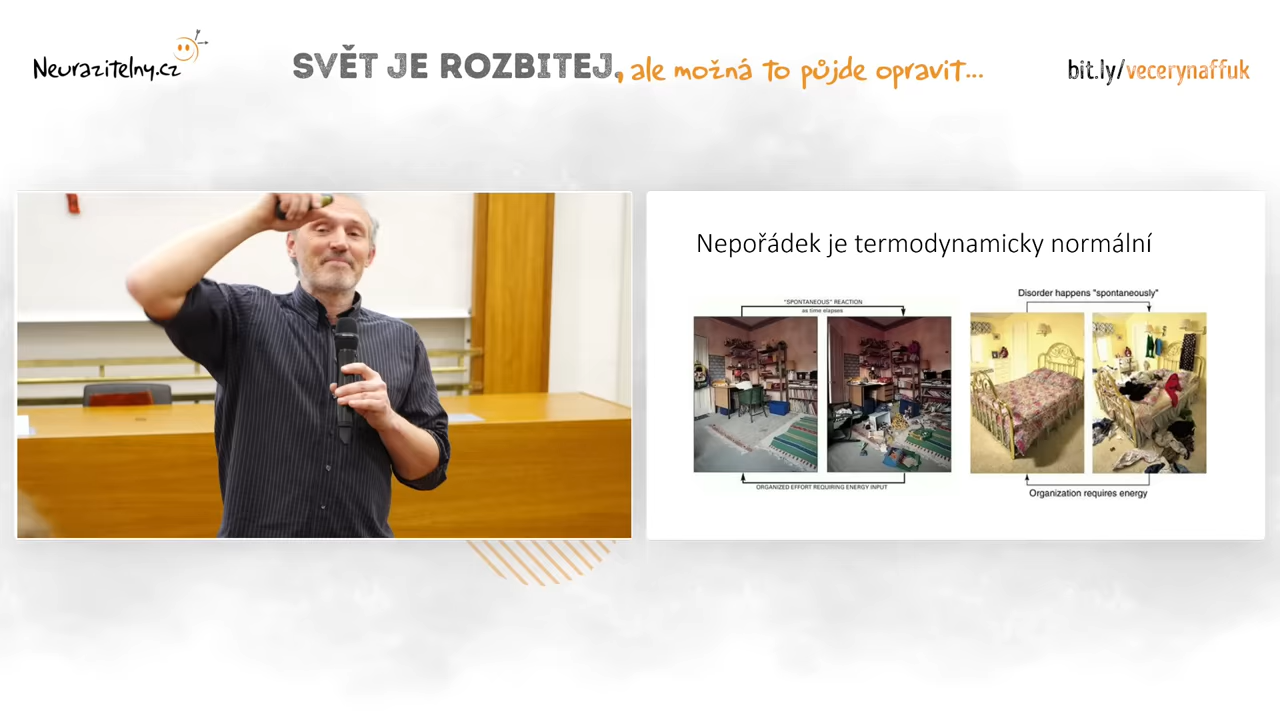 Neurazitelny.cz
SVĚT JE ROZBITEJ, ale možná to půjde opravit...
bit.ly/vecerynaffuk
Nepořádek je termodynamicky normální
"SPONTANEOUS" REACTION
as time elapses
ORGANIZED EFFORT REQUIRING ENERGY INPUT
Disorder happens "spontaneously"
Organization requires energy